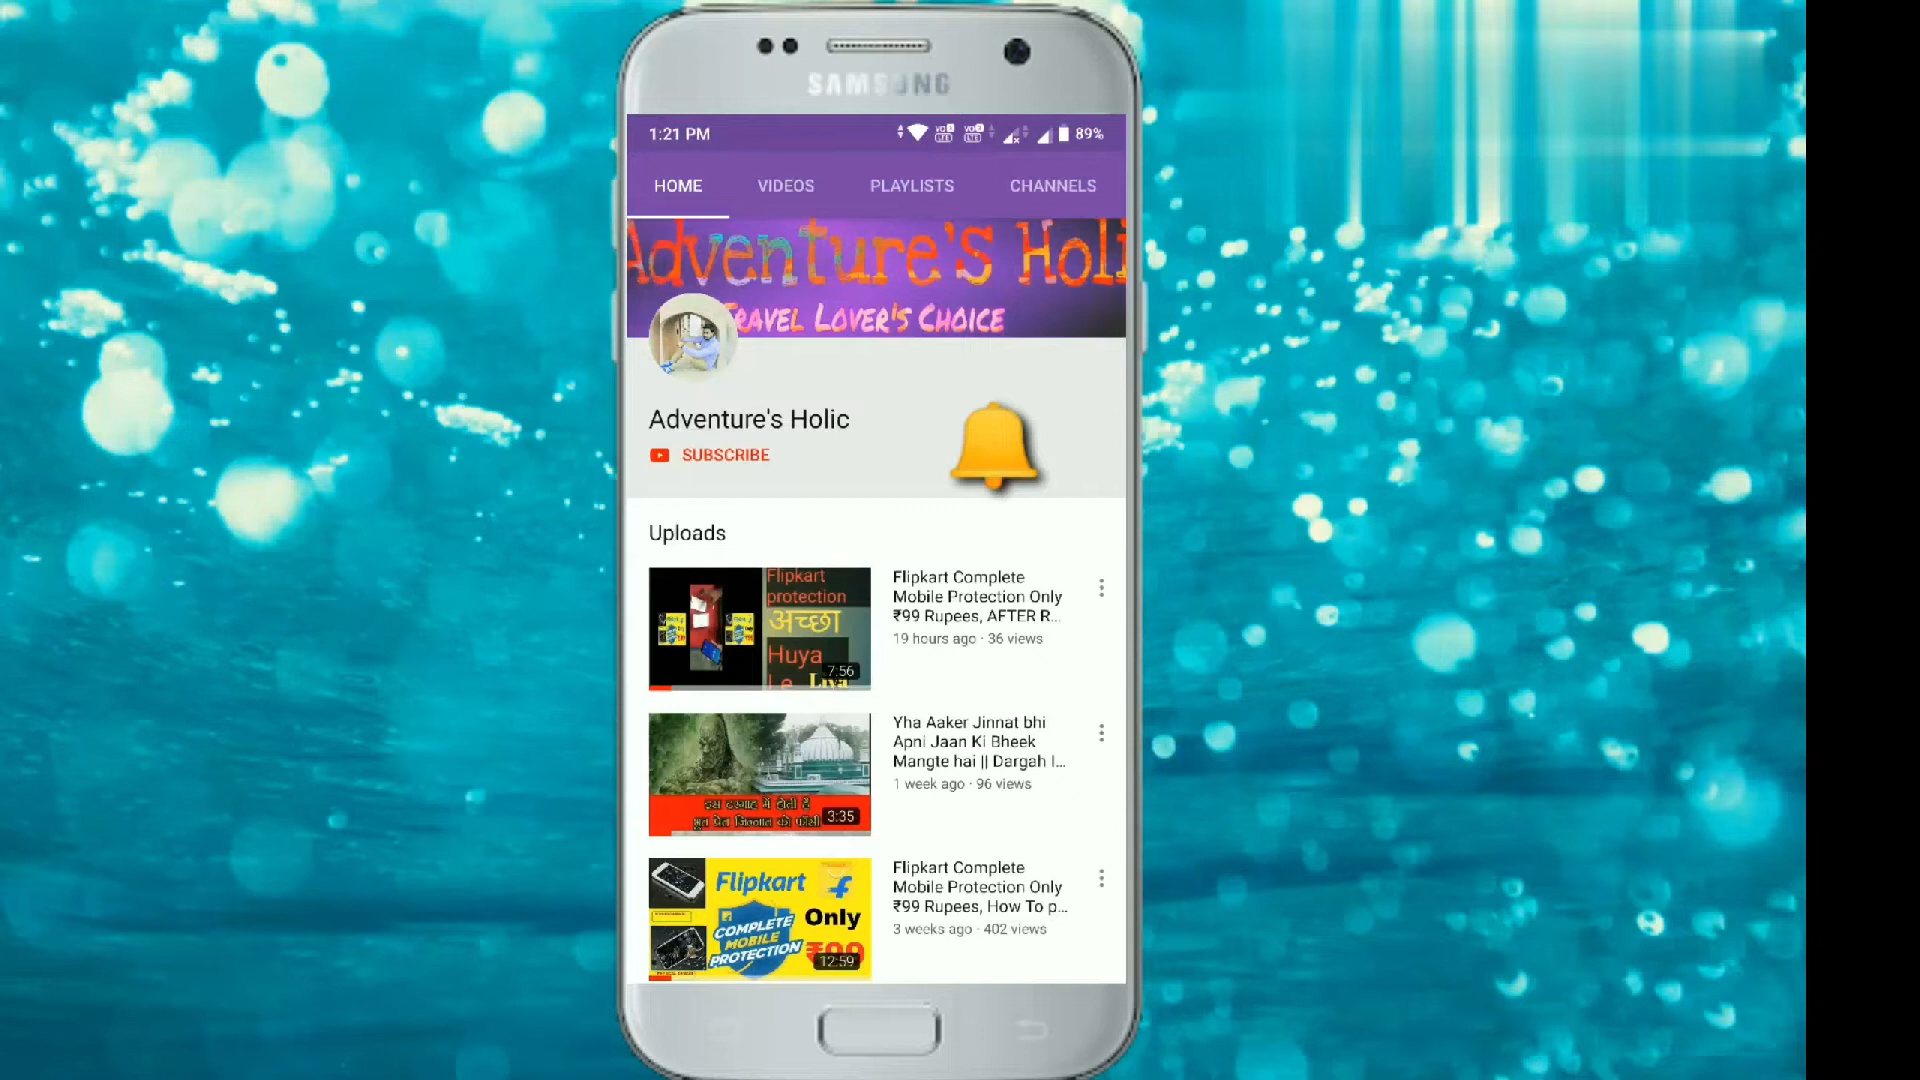 SAMSUNG
1:21 PM
89%
HOME VIDEOS PLAYLISTS CHANNELS
Adventure's Holi
TRAVEL LOVER'S CHOICE
Adventure's Holic
SUBSCRIBE
Uploads
Flipkart
protection
अच्छा
Huya
Le
7:56
Flipkart Complete
Mobile Protection Only
₹99 Rupees, AFTER R...
19 hours ago · 36 views
इस दरगाह में होती है
भूत प्रेत जिन्नात को फाँसी
3:35
Yha Aaker Jinnat bhi
Apni Jaan Ki Bheek
Mangte hai || Dargah I...
1 week ago · 96 views
Flipkart
Only
COMPLETE
MOBILE
PROTECTION
₹99
12:59
Flipkart Complete
Mobile Protection Only
₹99 Rupees, How To p...
3 weeks ago · 402 views